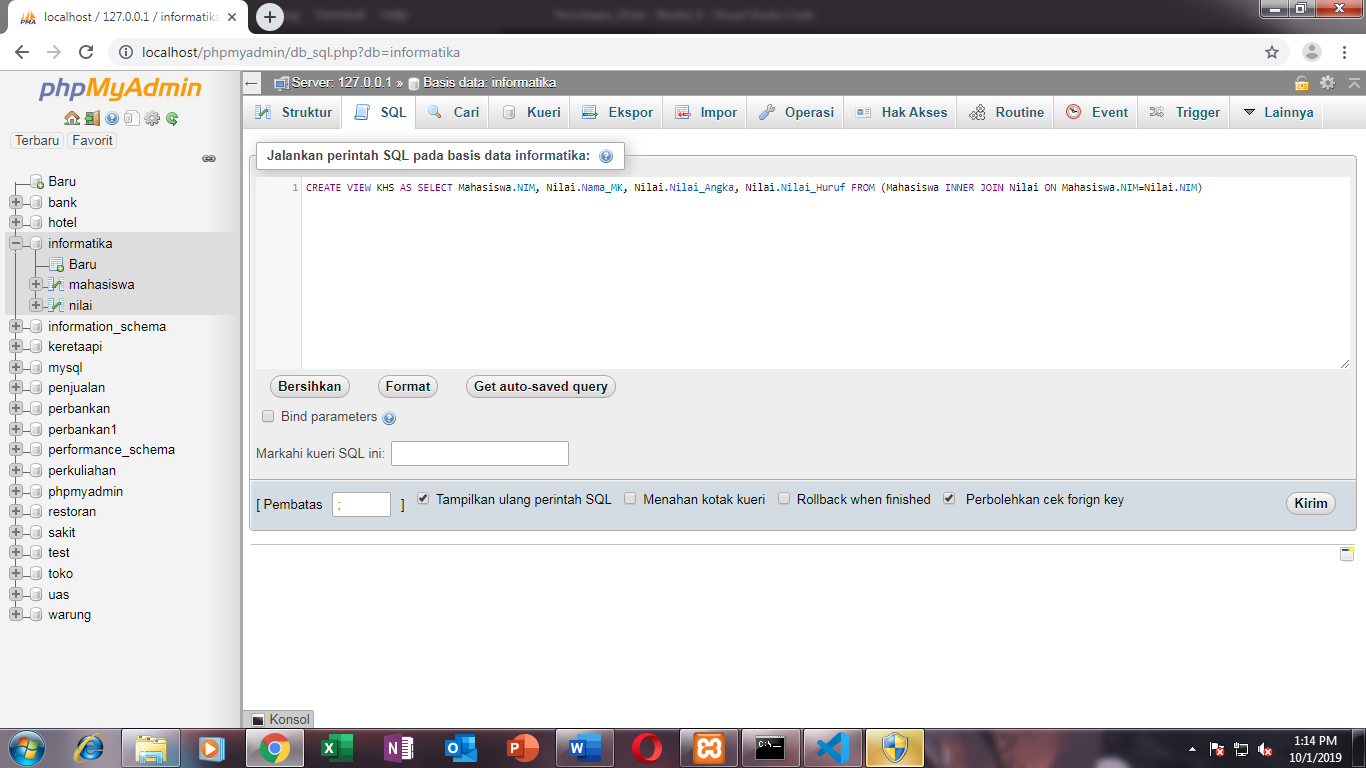 localhost / 127.0.0.1 / informatika
localhost/phpmyadmin/db_sql.php?db=informatika
phpMyAdmin
Terbaru Favorit
Baru
bank
hotel
informatika
Baru
mahasiswa
nilai
information_schema
keretaapi
mysql
penjualan
perbankan
perbankan1
performance_schema
perkuliahan
phpmyadmin
restoran
sakit
test
toko
uas
warung
Server: 127.0.0.1 » Basis data: informatika
Struktur SQL Cari Kueri Ekspor Impor Operasi Hak Akses Routine Event Trigger Lainnya
Jalankan perintah SQL pada basis data informatika:
1 CREATE VIEW KHS AS SELECT Mahasiswa.NIM, Nilai.Nama_MK, Nilai.Nilai_Angka, Nilai.Nilai_Huruf FROM (Mahasiswa INNER JOIN Nilai ON Mahasiswa.NIM=Nilai.NIM)
Bersihkan Format Get auto-saved query
Bind parameters
Markahi kueri SQL ini:
[ Pembatas ; ] Tampilkan ulang perintah SQL Menahan kotak kueri Rollback when finished Perbolehkan cek forign key Kirim
Konsol
1:14 PM
10/1/2019